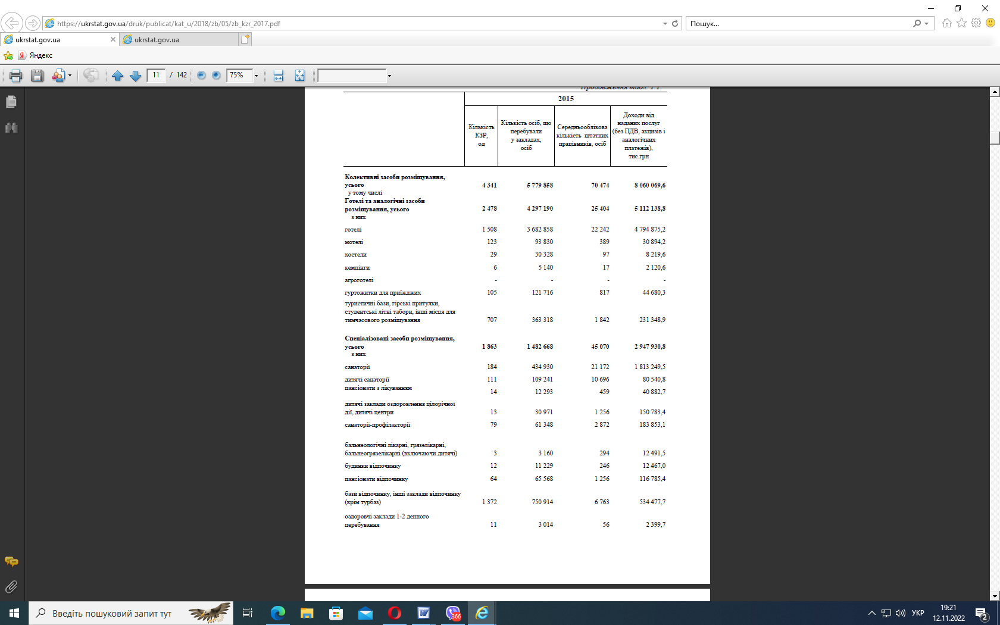 https://ukrstat.gov.ua/druk/publicat/kat_u/2018/zb/05/zb_kzr_2017.pdf
Пошук...
ukrstat.gov.ua
ukrstat.gov.ua
Яндекс
11 / 142
75%
Продовження табл. 1.1.
2015
Кількість КЗР, од
Кількість осіб, що перебували у закладах, осіб
Середньооблікова кількість штатних працівників, осіб
Доходи від наданих послуг (без ПДВ, акцизів і аналогічних платежів), тис.грн
Колективні засоби розміщування,
усього 4 341 5 779 858 70 474 8 060 069,6
у тому числі
Готелі та аналогічні засоби
розміщування, усього 2 478 4 297 190 25 404 5 112 138,8
з них
готелі 1 508 3 682 858 22 242 4 794 875,2
мотелі 123 93 830 389 30 894,2
хостели 29 30 328 97 8 219,6
кемпінги 6 5 140 17 2 120,6
агроготелі - - - -
гуртожитки для приїжджих 105 121 716 817 44 680,3
туристичні бази, гірські притулки,
студентські літні табори, інші місця для
тимчасового розміщування 707 363 318 1 842 231 348,9
Спеціалізовані засоби розміщування,
усього 1 863 1 482 668 45 070 2 947 930,8
з них
санаторії 184 434 930 21 172 1 813 249,5
дитячі санаторії 111 109 241 10 696 80 540,8
пансіонати з лікуванням 14 12 293 459 40 882,7
дитячі заклади оздоровлення цілорічної
дії, дитячі центри 13 30 971 1 256 150 783,4
санаторії-профілакторії 79 61 348 2 872 183 853,1
бальнеологічні лікарні, грязелікарні,
бальнеогрязелікарні (включаючи дитячі) 3 3 160 294 12 491,5
будинки відпочинку 12 11 229 246 12 467,0
пансіонати відпочинку 64 65 568 1 256 116 785,4
бази відпочинку, інші заклади відпочинку
(крім турбаз) 1 372 750 914 6 763 534 477,7
оздоровчі заклади 1-2 денного
перебування 11 3 014 56 2 399,7
Введіть пошуковий запит тут
366
УКР
19:21
12.11.2022
2